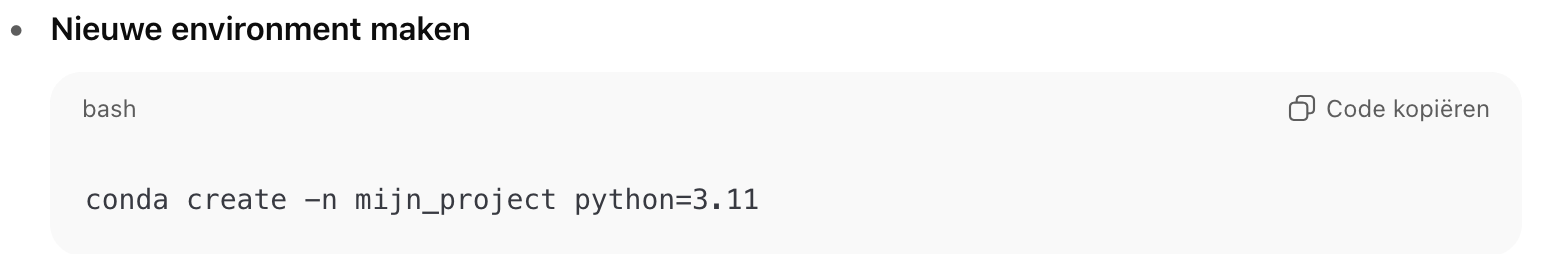 • Nieuwe environment maken
bash
Code kopiëren
conda create -n mijn_project python=3.11